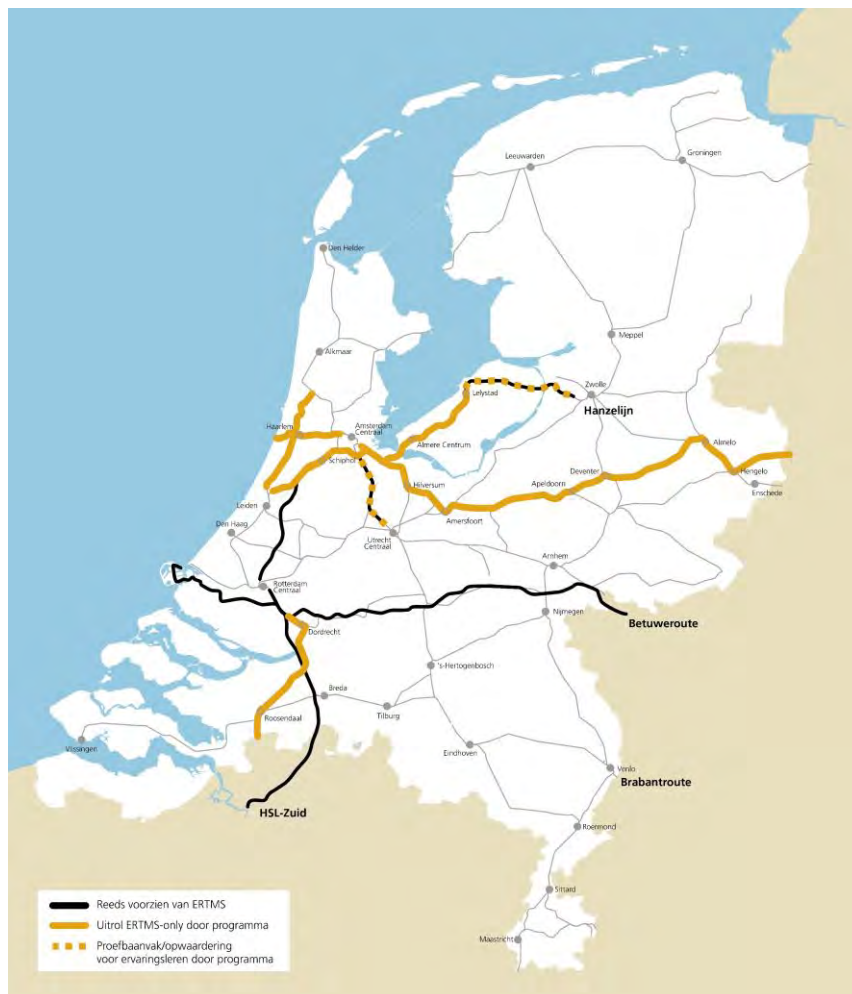 Leeuwarden
Groningen
Den Helder
Meppel
Alkmaar
Zwolle
Lelystad
Hanzelijn
Haarlem
Amsterdam
Centraal
Almere Centrum
Almelo
Schiphol
Deventer
Hengelo
Hilversum
Apeldoorn
Enschede
Leiden
Amersfoort
Den Haag
Utrecht
Centraal
Arnhem
Rotterdam
Centraal
Nijmegen
Betuweroute
Dordrecht
's-Hertogenbosch
Breda
Roosendaal
Tilburg
Vlissingen
Eindhoven
Venlo
Brabantroute
HSL-Zuid
Roermond
Sittard
Maastricht
Reeds voorzien van ERTMS
Uitrol ERTMS-only door programma
Proefbaanvak/opwaardering
voor ervaringsleren door programma